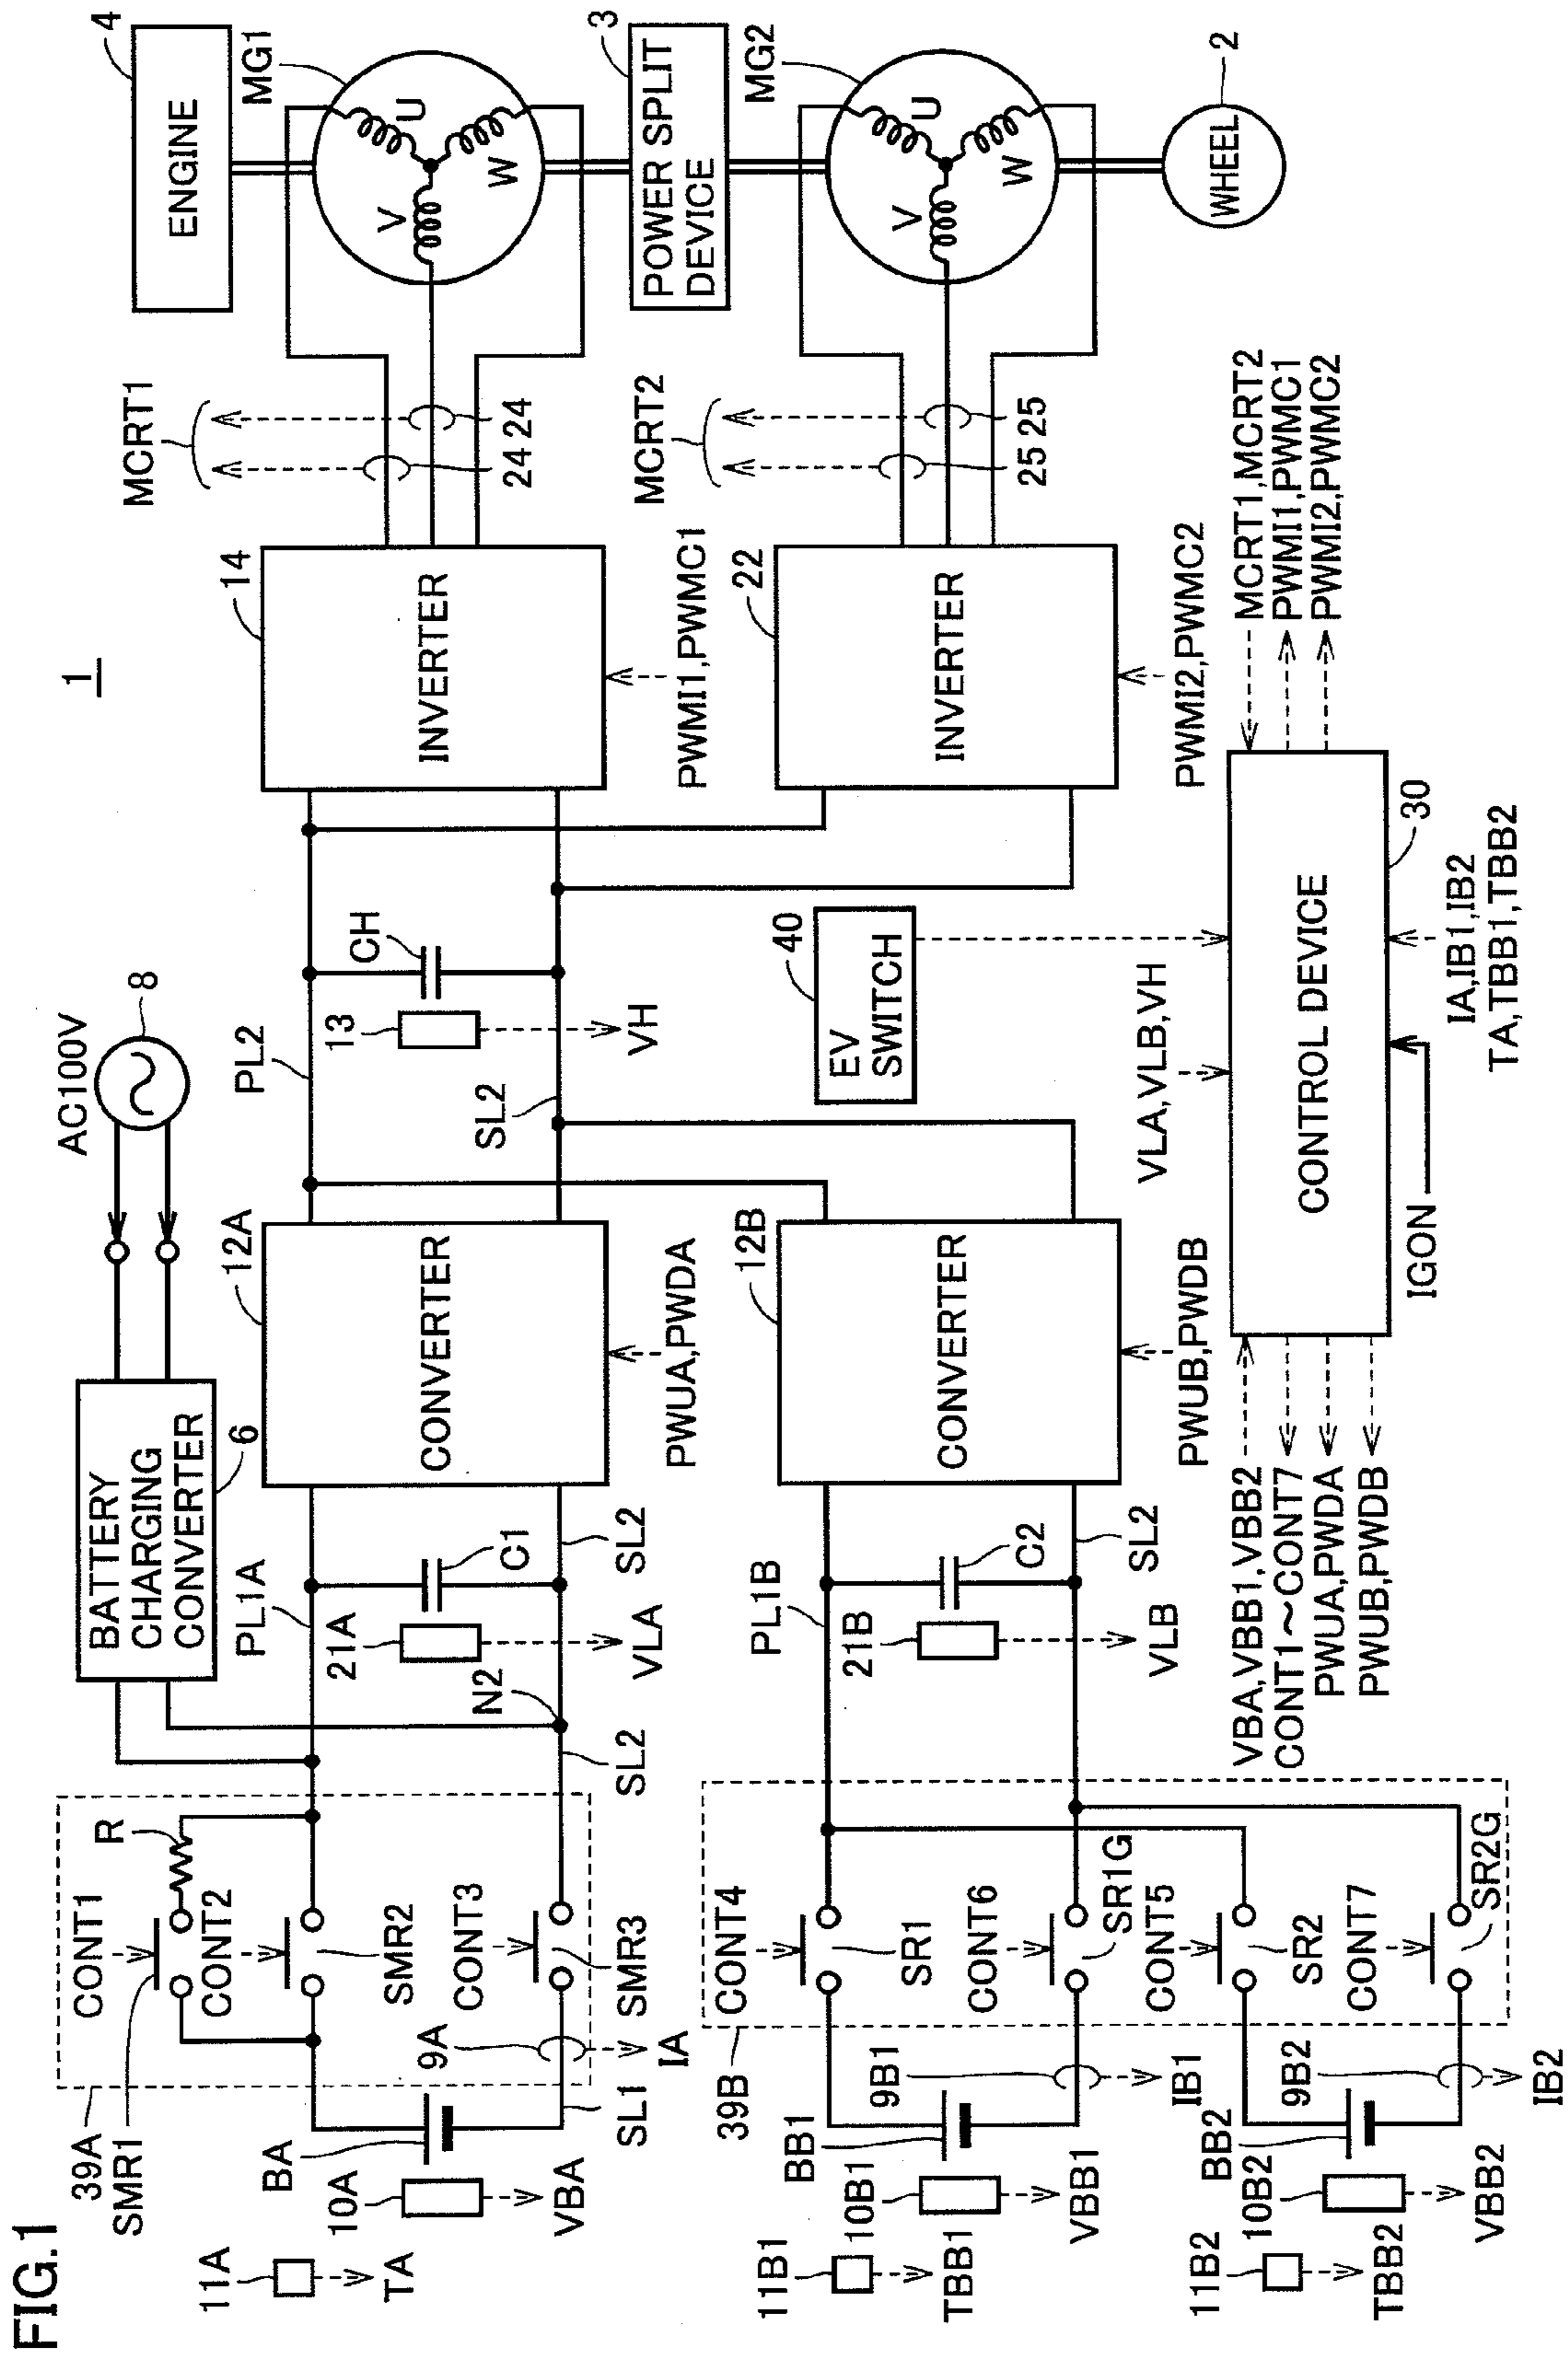 FIG.1
1
39A
SMR1
CONT1
R
CONT2
SMR2
CONT3
SMR3
11A
TA
BA
10A
VBA
9A
IA
SL1
BATTERY
CHARGING
CONVERTER
6
AC100V
8
PL1A
21A
C1
VLA
N2
SL2
SL2
12A
CONVERTER
PWUA,PWDA
PL2
SL2
CH
13
VH
14
INVERTER
PWMI1,PWMC1
MCRT1
24
24
ENGINE
4
MG1
U
V
W
POWER SPLIT
DEVICE
3
MG2
U
V
W
WHEEL
2
39B
CONT4
SR1
CONT6
SR1G
CONT5
SR2
CONT7
SR2G
11B1
TBB1
BB1
10B1
VBB1
9B1
IB1
11B2
TBB2
BB2
10B2
VBB2
9B2
IB2
PL1B
21B
C2
VLB
SL2
12B
CONVERTER
PWUB,PWDB
EV
SWITCH
40
22
INVERTER
PWMI2,PWMC2
MCRT2
25
25
VBA,VBB1,VBB2
CONT1~CONT7
PWUA,PWDA
PWUB,PWDB
VLA,VLB,VH
CONTROL DEVICE
30
IGON
IA,IB1,IB2
TA,TBB1,TBB2
MCRT1,MCRT2
PWMI1,PWMC1
PWMI2,PWMC2